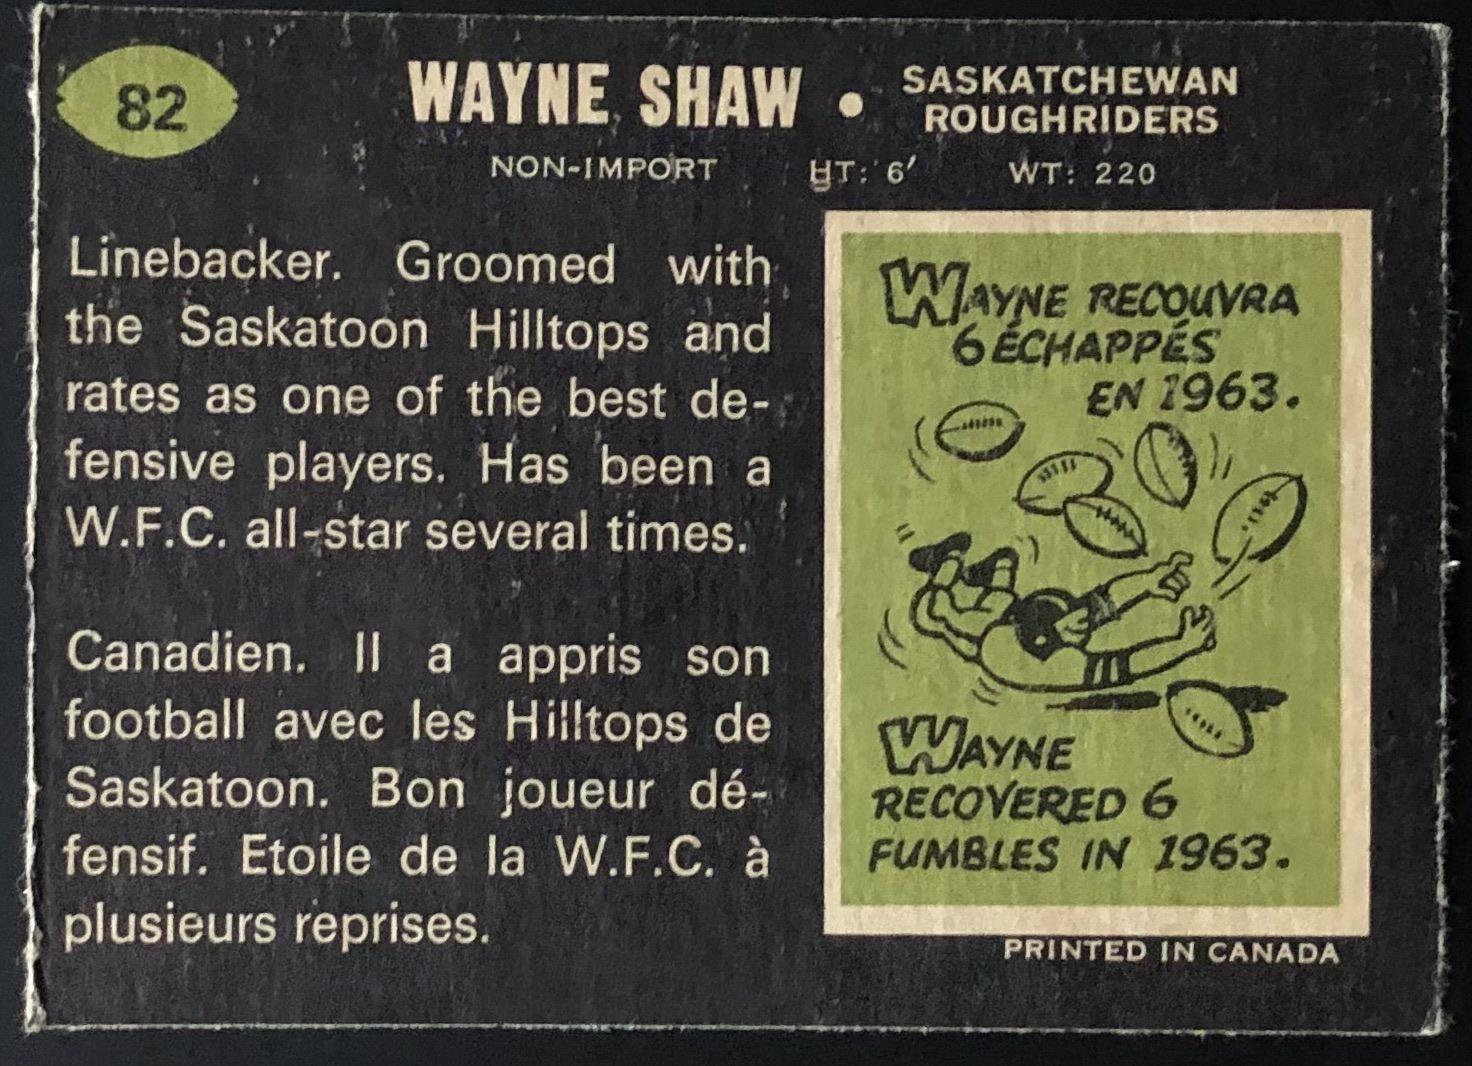 82
WAYNE SHAW • SASKATCHEWAN
ROUGHRIDERS
NON-IMPORT HT: 6' WT: 220
Linebacker. Groomed with
the Saskatoon Hilltops and
rates as one of the best de-
fensive players. Has been a
W.F.C. all-star several times.
Canadien. Il a appris son
football avec les Hilltops de
Saskatoon. Bon joueur dé-
fensif. Etoile de la W.F.C. à
plusieurs reprises.
WAYNE RECOUVRA
6 ÉCHAPPÉS
EN 1963.
WAYNE
RECOVERED 6
FUMBLES IN 1963.
PRINTED IN CANADA